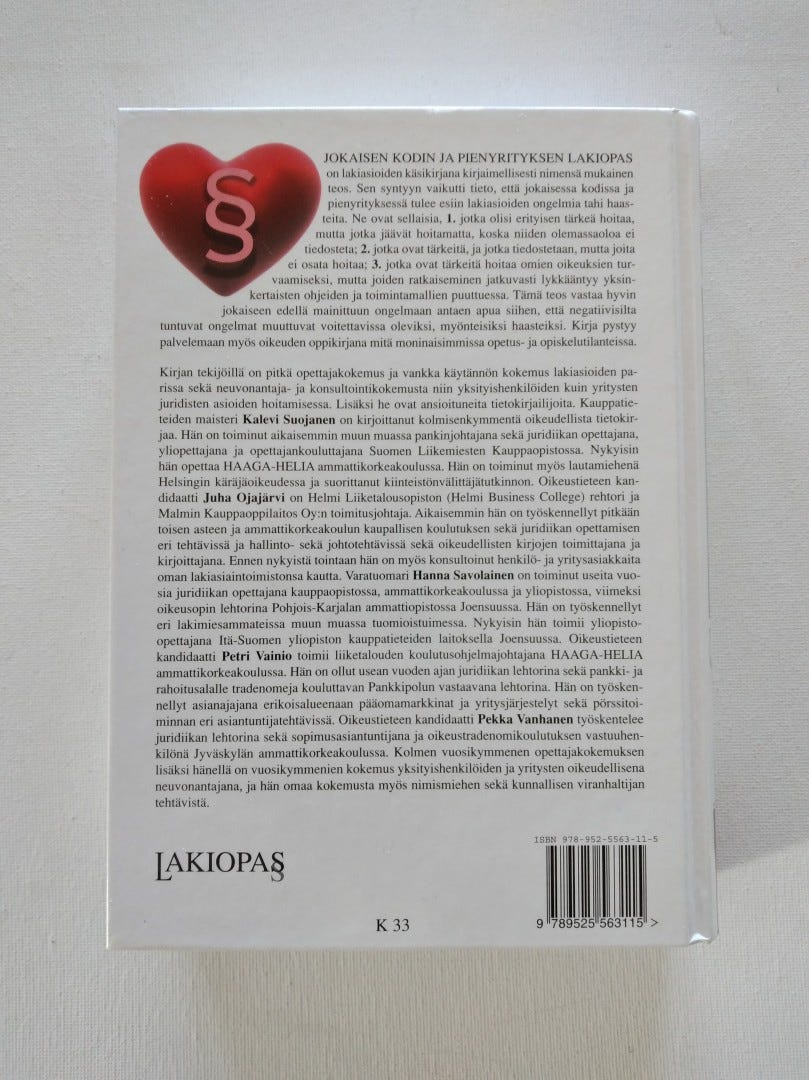 §
JOKAISEN KODIN JA PIENYRITYKSEN LAKIOPAS
on lakiasioiden käsikirjana kirjaimellisesti nimensä mukainen
teos. Sen syntyyn vaikutti tieto, että jokaisessa kodissa ja
pienyrityksessä tulee esiin lakiasioiden ongelmia tahi haas-
teita. Ne ovat sellaisia, 1. jotka olisi erityisen tärkeä hoitaa,
mutta jotka jäävät hoitamatta, koska niiden olemassaoloa ei
tiedosteta; 2. jotka ovat tärkeitä, ja jotka tiedostetaan, mutta joita
ei osata hoitaa; 3. jotka ovat tärkeitä hoitaa omien oikeuksien tur-
vaamiseksi, mutta joiden ratkaiseminen jatkuvasti lykkääntyy yksin-
kertaisten ohjeiden ja toimintamallien puuttuessa. Tämä teos vastaa hyvin
jokaiseen edellä mainittuun ongelmaan antaen apua siihen, että negatiivisilta
tuntuvat ongelmat muuttuvat voitettavissa oleviksi, myönteisiksi haasteiksi. Kirja pystyy
palvelemaan myös oikeuden oppikirjana mitä moninaisimmissa opetus- ja opiskelutilanteissa.
Kirjan tekijöillä on pitkä opettajakokemus ja vankka käytännön kokemus lakiasioiden pa-
rissa sekä neuvonantaja- ja konsultointikokemusta niin yksityishenkilöiden kuin yritysten
juridisten asioiden hoitamisessa. Lisäksi he ovat ansioituneita tietokirjailijoita. Kauppatie-
teiden maisteri Kalevi Suojanen on kirjoittanut kolmisenkymmentä oikeudellista tietokir-
jaa. Hän on toiminut aikaisemmin muun muassa pankinjohtajana sekä juridiikan opettajana,
yliopettajana ja opettajankouluttajana Suomen Liikemiesten Kauppaopistossa. Nykyisin
hän opettaa HAAGA-HELIA ammattikorkeakoulussa. Hän on toiminut myös lautamiehenä
Helsingin käräjäoikeudessa ja suorittanut kiinteistönvälittäjätutkinnon. Oikeustieteen kan-
didaatti Juha Ojajärvi on Helmi Liiketalousopiston (Helmi Business College) rehtori ja
Malmin Kauppaoppilaitos Oy:n toimitusjohtaja. Aikaisemmin hän on työskennellyt pitkään
toisen asteen ja ammattikorkeakoulun kaupallisen koulutuksen sekä juridiikan opettamisen
eri tehtävissä ja hallinto- sekä johtotehtävissä sekä oikeudellisten kirjojen toimittajana ja
kirjoittajana. Ennen nykyistä tointaan hän on myös konsultoinut henkilö- ja yritysasiakkaita
oman lakiasiaintoimistonsa kautta. Varatuomari Hanna Savolainen on toiminut useita vuo-
sia juridiikan opettajana kauppaopistossa, ammattikorkeakoulussa ja yliopistossa, viimeksi
oikeusopin lehtorina Pohjois-Karjalan ammattiopistossa Joensuussa. Hän on työskennellyt
eri lakimiesammateissa muun muassa tuomioistuimessa. Nykyisin hän toimii yliopisto-
opettajana Itä-Suomen yliopiston kauppatieteiden laitoksella Joensuussa. Oikeustieteen
kandidaatti Petri Vainio toimii liiketalouden koulutusohjelmajohtajana HAAGA-HELIA
ammattikorkeakoulussa. Hän on ollut usean vuoden ajan juridiikan lehtorina sekä pankki- ja
rahoitusalalle tradenomeja kouluttavan Pankkipolun vastaavana lehtorina. Hän on työsken-
nellyt asianajajana erikoisalueenaan pääomamarkkinat ja yritysjärjestelyt sekä pörssitoi-
minnan eri asiantuntijatehtävissä. Oikeustieteen kandidaatti Pekka Vanhanen työskentelee
juridiikan lehtorina sekä sopimusasiantuntijana ja oikeustradenomikoulutuksen vastuuhen-
kilönä Jyväskylän ammattikorkeakoulussa. Kolmen vuosikymmenen opettajakokemuksen
lisäksi hänellä on vuosikymmenien kokemus yksityishenkilöiden ja yritysten oikeudellisena
neuvonantajana, ja hän omaa kokemusta myös nimismiehen sekä kunnallisen viranhaltijan
tehtävistä.
LAKIOPAS
K 33
ISBN 978-952-5563-11-5
9 789525 563115 >